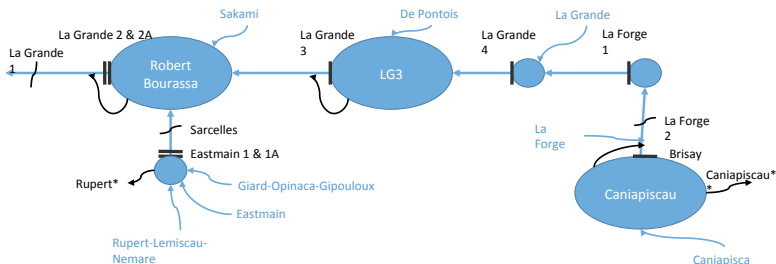 Sakami
De Pontois
La Grande
La Grande 2 & 2A
La Grande
3
La Grande
4
La Forge
1
La Grande
1
Robert
Bourassa
LG3
Sarcelles
La Forge
2
La
Forge
Eastmain 1 & 1A
Brisay
Rupert*
Giard-Opinaca-Gipouloux
Caniapiscau*
*
Caniapiscau
Eastmain
Rupert-Lemiscau-
Nemare
Caniapisca